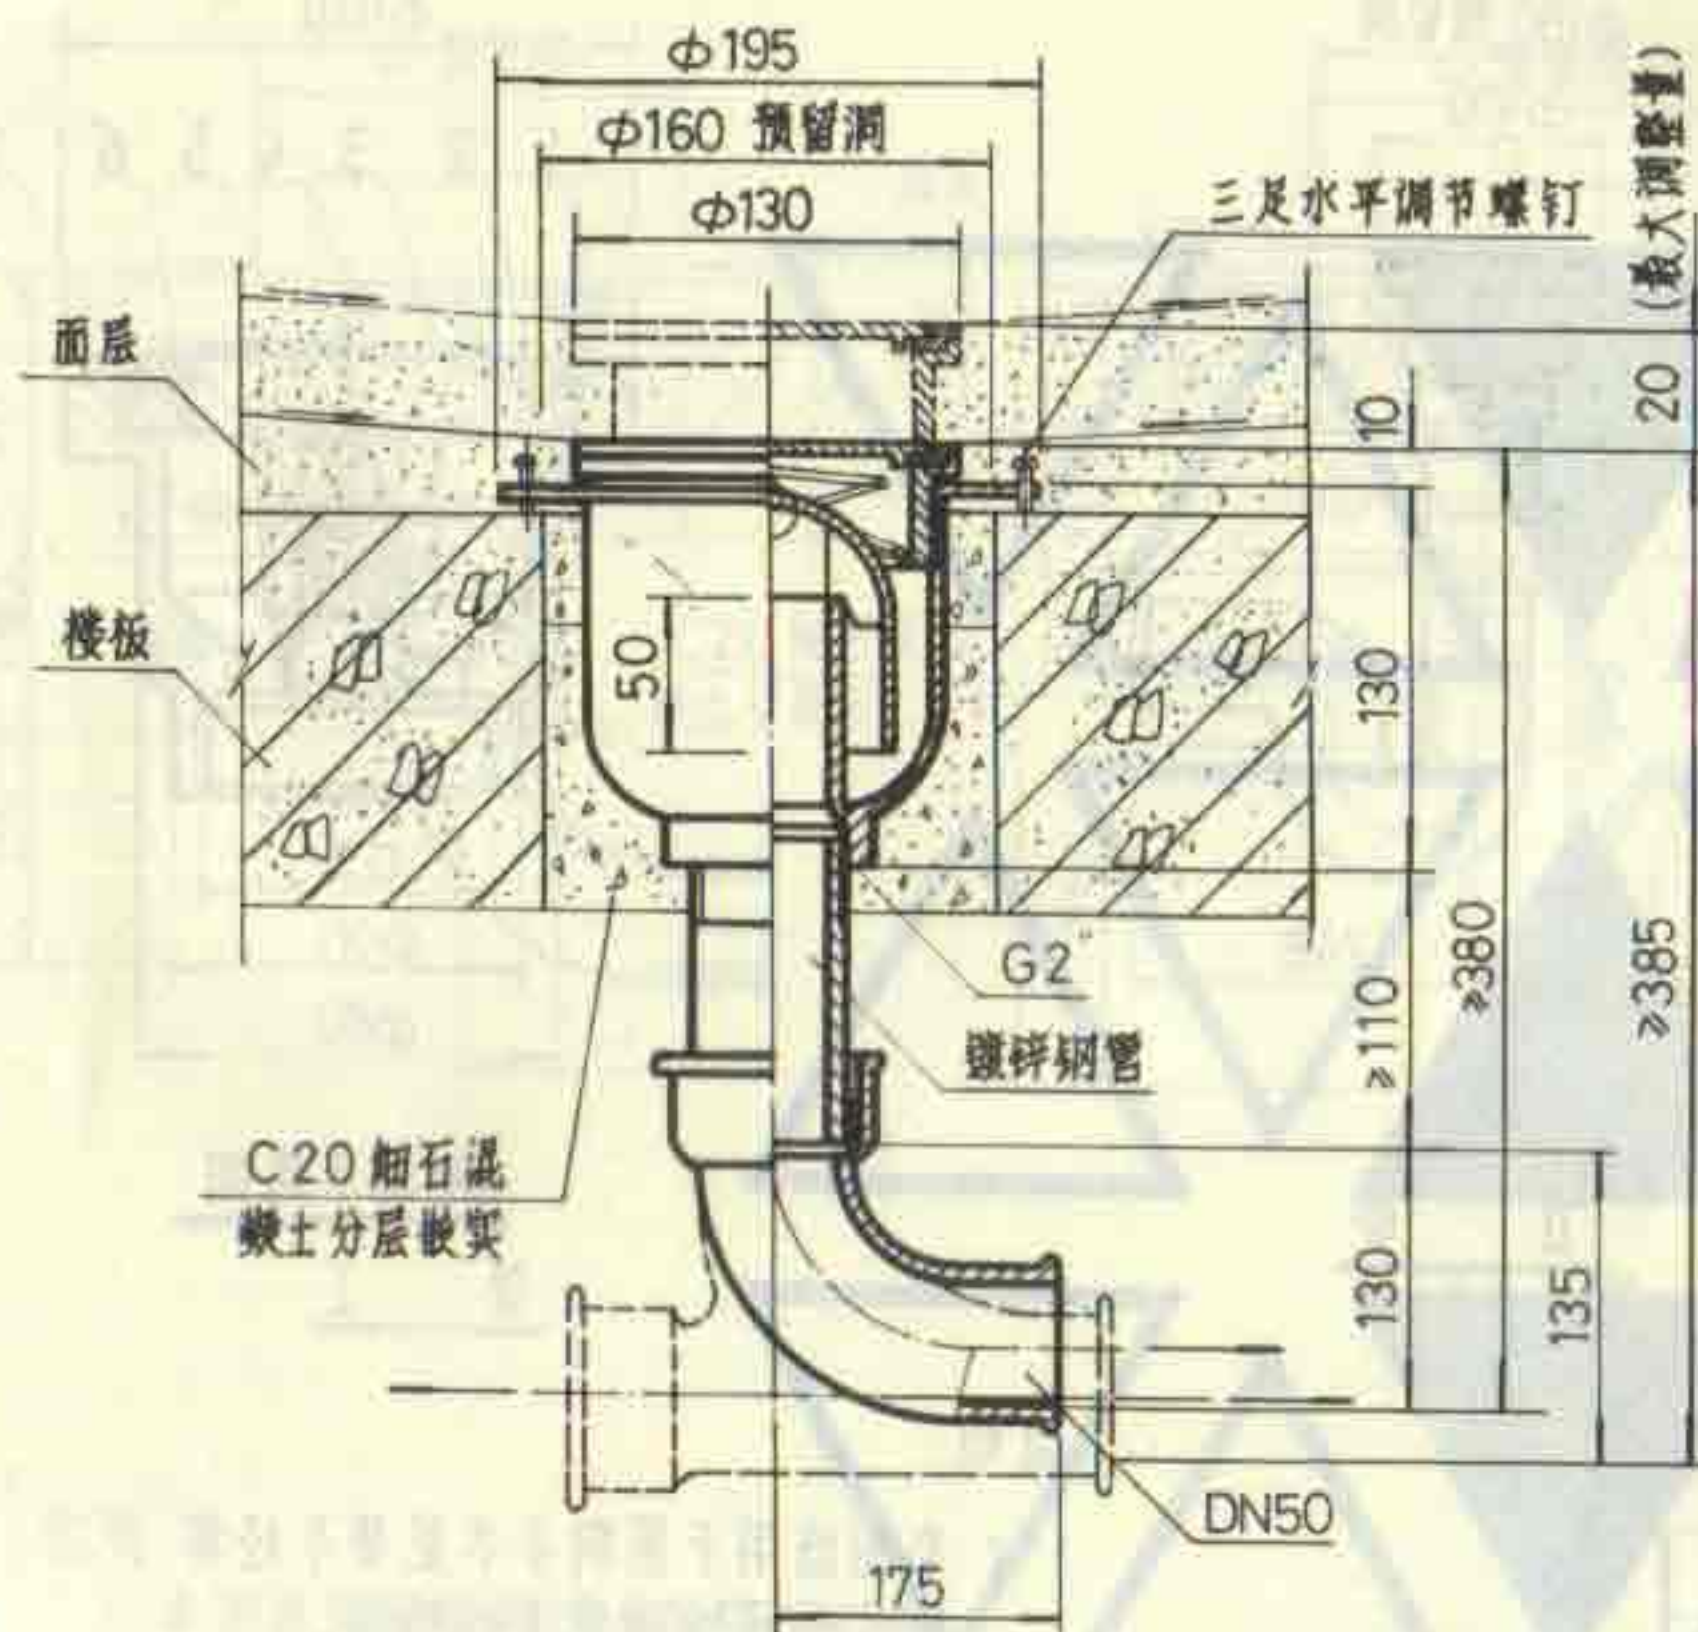 Φ195
Φ160 预留洞
Φ130
三足水平调节螺钉
(最大调整量)
20
10
面层
楼板
50
130
G2"
镀锌钢管
≥110
≥380
≥385
C20 细石混
凝土分层嵌实
130
135
DN50
175